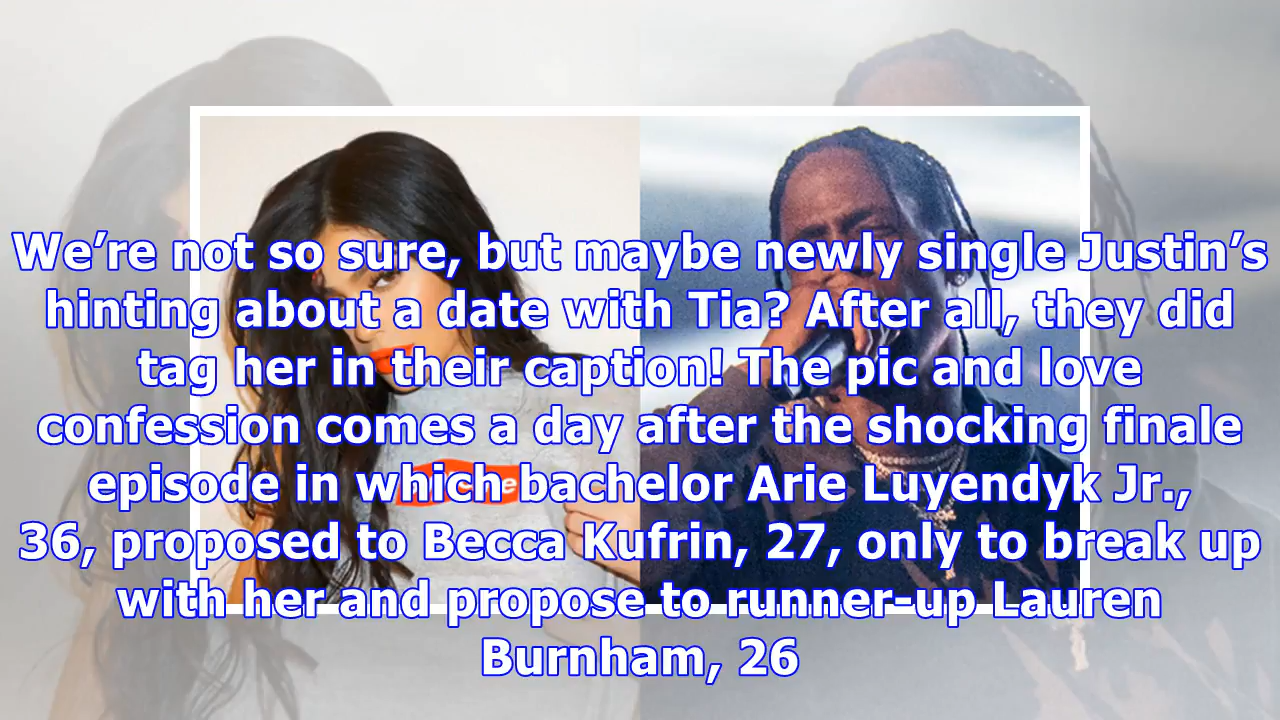 We’re not so sure, but maybe newly single Justin’s
hinting about a date with Tia? After all, they did
tag her in their caption! The pic and love
confession comes a day after the shocking finale
episode in which bachelor Arie Luyendyk Jr.,
36, proposed to Becca Kufrin, 27, only to break up
with her and propose to runner-up Lauren
Burnham, 26